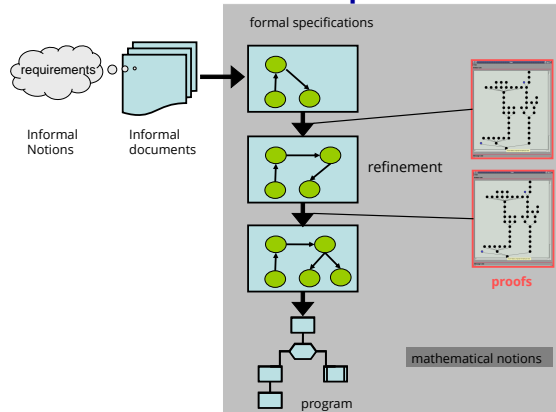 formal specifications
requirements
Informal
Notions
Informal
documents
refinement
proofs
mathematical notions
program